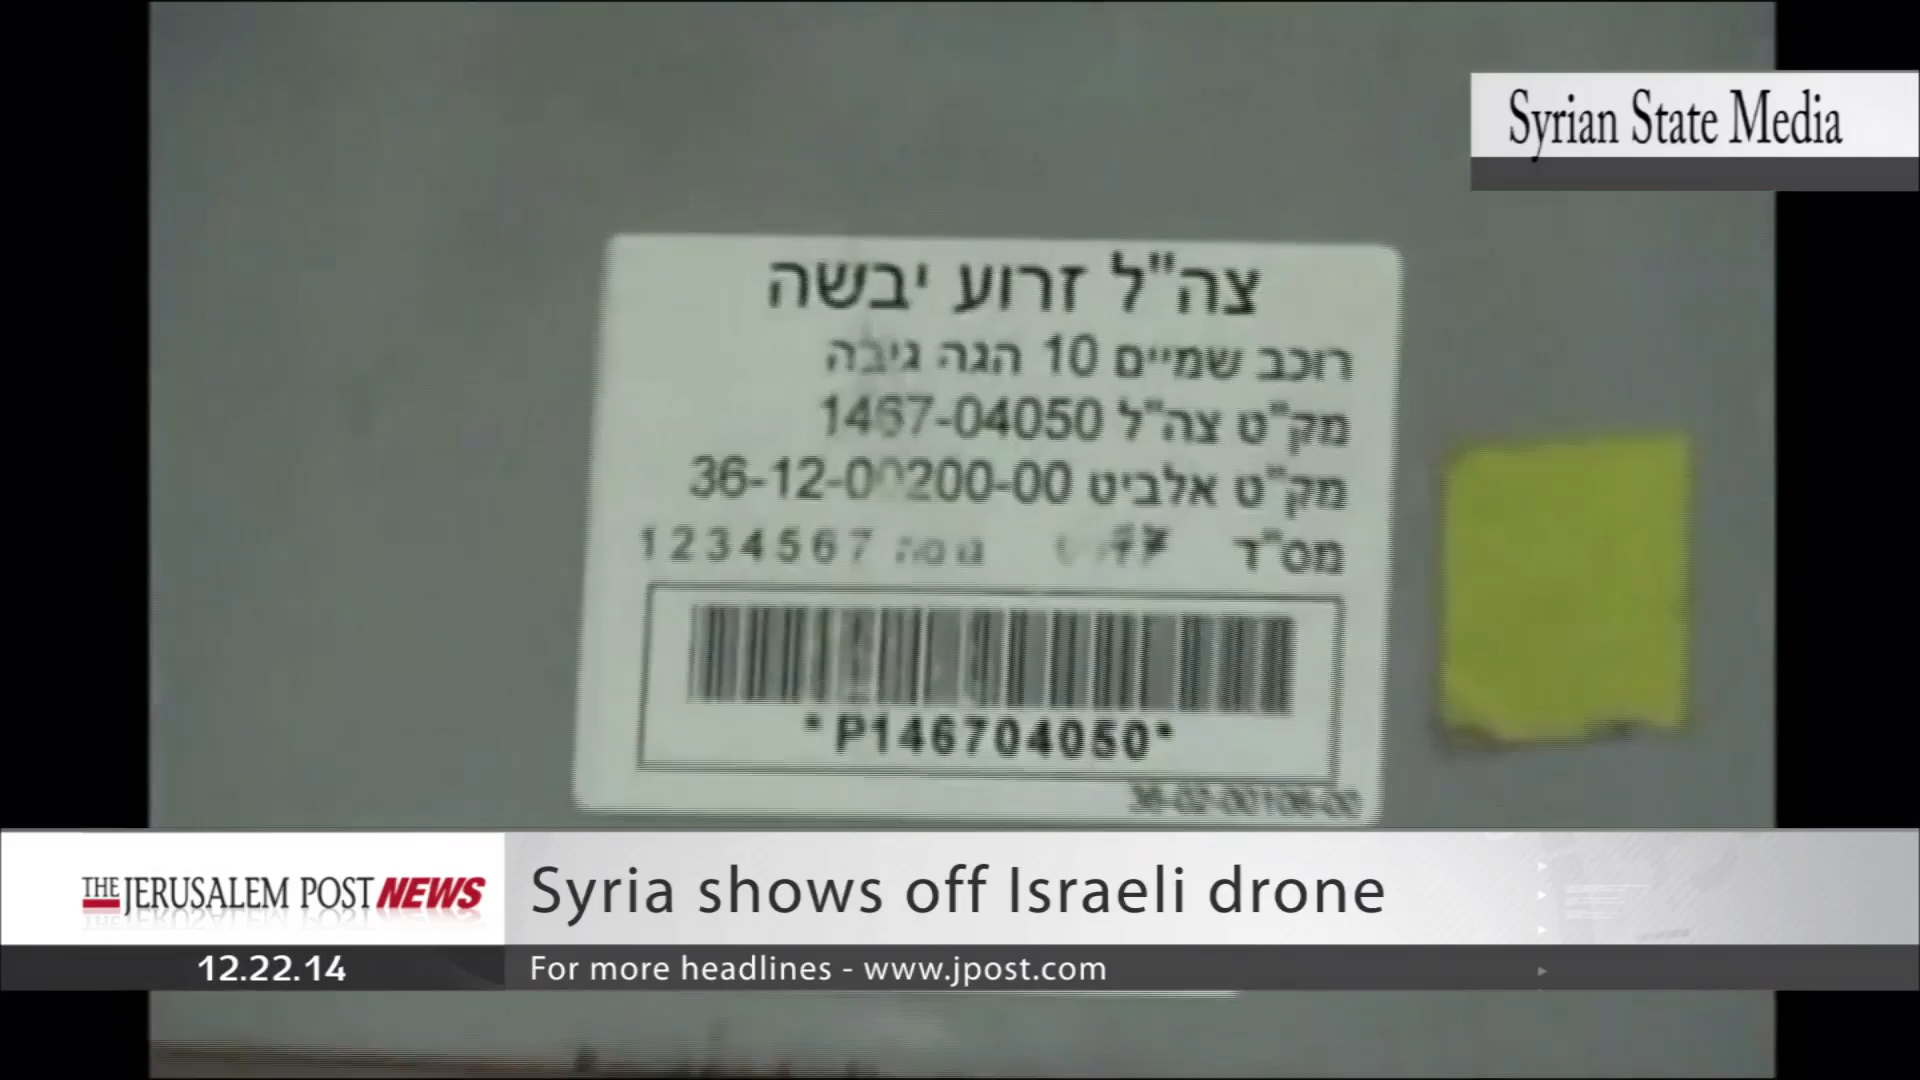 Syrian State Media
צה"ל זרוע יבשה
רוכב שמיים 10 הגה גיבה
מק"ט צה"ל 1467-04050
מק"ט אלביט 36-12-00200-00
מס"ד 1234567
*P146704050*
THE JERUSALEM POST NEWS
Syria shows off Israeli drone
12.22.14
For more headlines - www.jpost.com